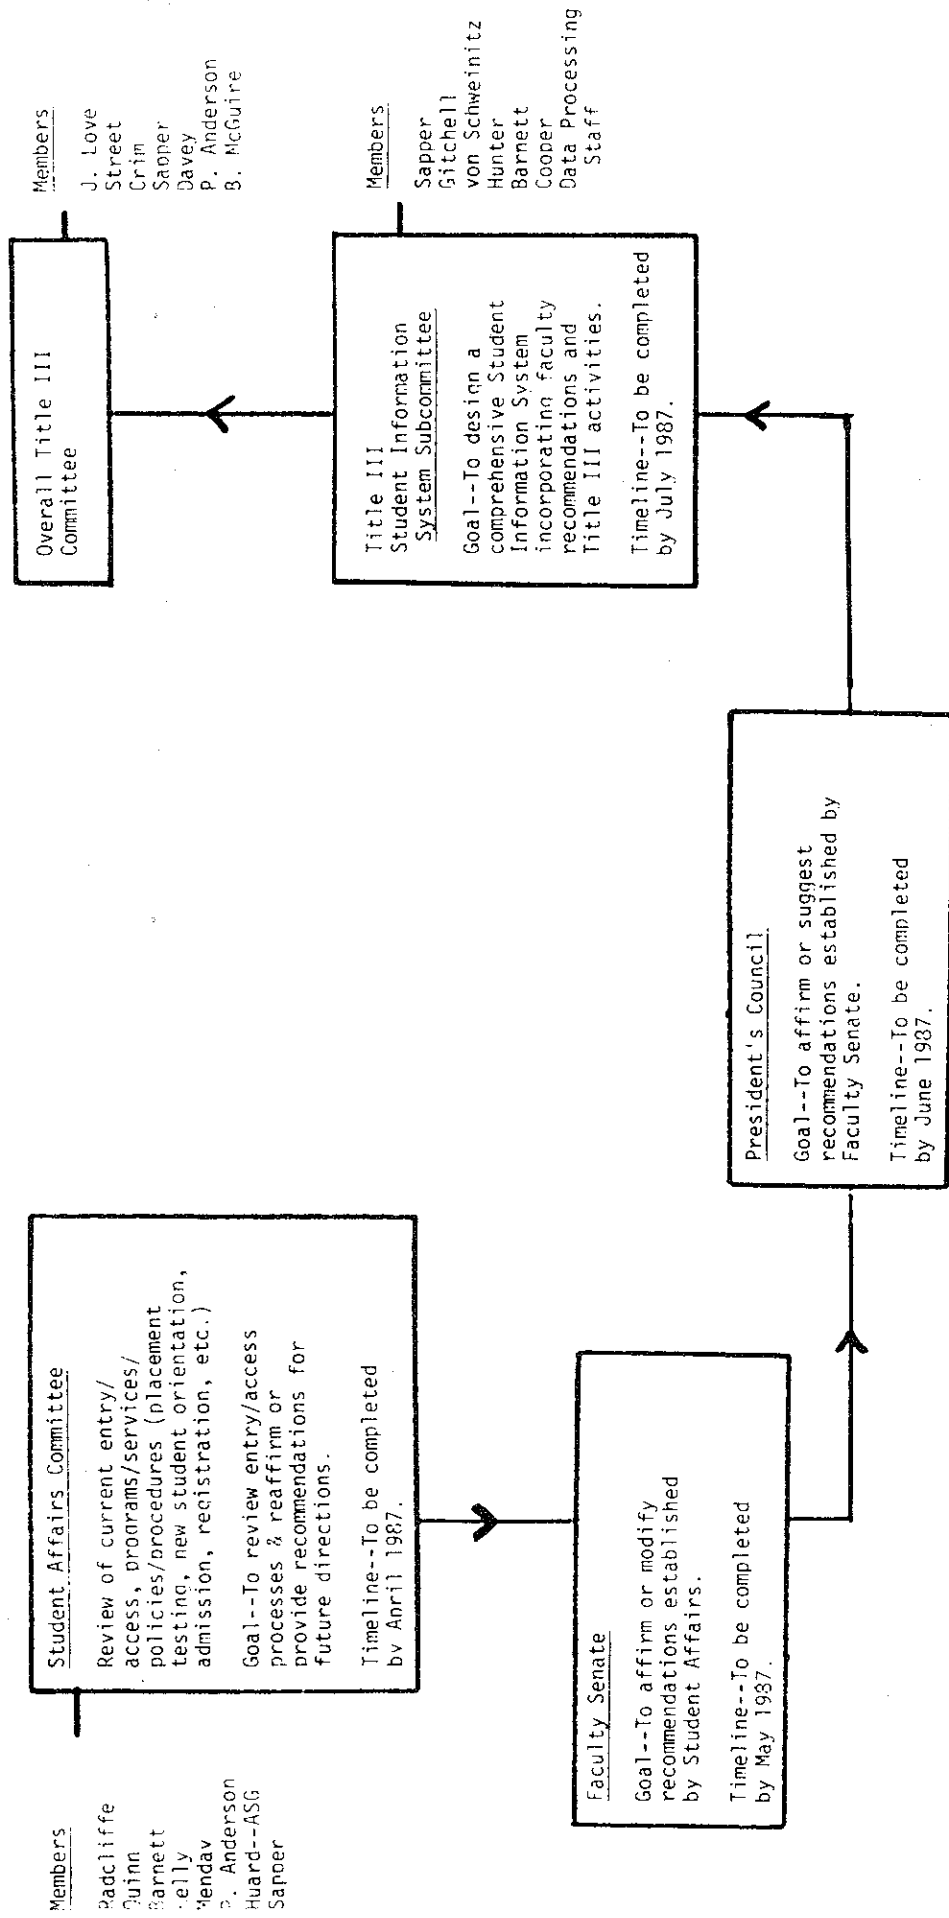 Members
Radcliffe
Quinn
Barnett
Mendav
P. Anderson
Huard--ASG
Sapper
Student Affairs Committee
Review of current entry/
access, programs/services/
policies/procedures (placement
testing, new student orientation,
admission, registration, etc.)
Goal--To review entry/access
processes & reaffirm or
provide recommendations for
future directions.
Timeline--To be completed
by April 1987.
Faculty Senate
Goal--To affirm or modify
recommendations established
by Student Affairs.
Timeline--To be completed
by May 1987.
President's Council
Goal--To affirm or suggest
recommendations established by
Faculty Senate.
Timeline--To be completed
by June 1987.
Title III
Student Information
System Subcommittee
Goal--To design a
comprehensive Student
Information System
incorporating faculty
recommendations and
Title III activities.
Timeline--To be completed
by July 1987.
Members
Sapper
Gitchell
von Schweinitz
Hunter
Barnett
Cooper
Data Processing
Staff
Overall Title III
Committee
Members
J. Love
Street
Crim
Sapper
Davey
P. Anderson
B. McGuire